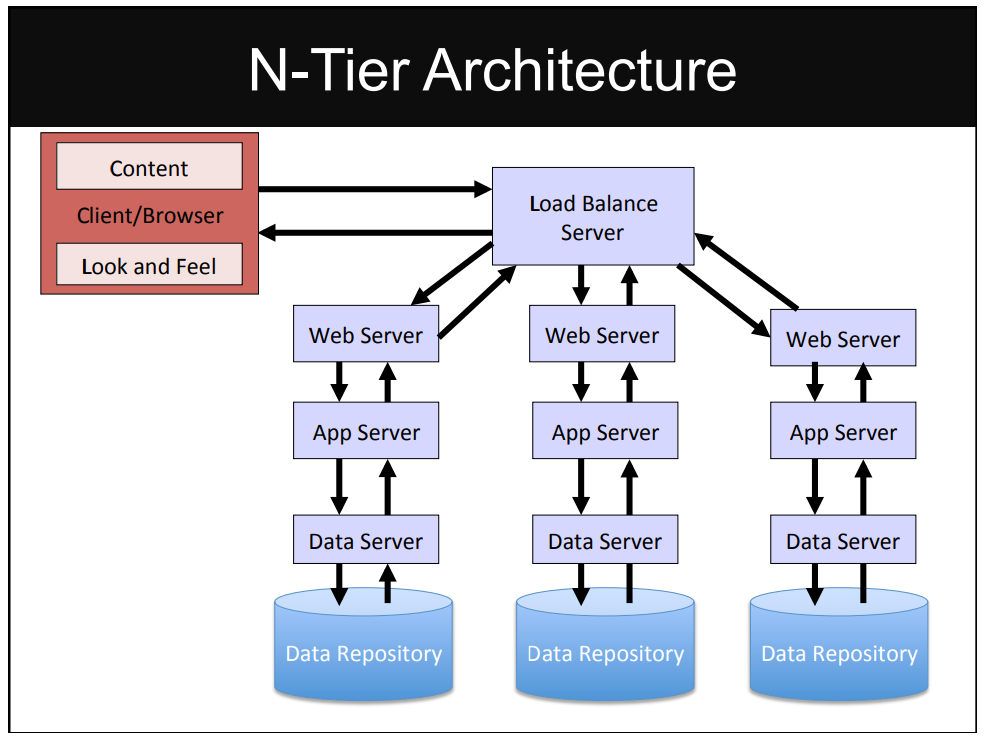 N-Tier Architecture
Content
Client/Browser
Look and Feel
Load Balance
Server
Web Server
Web Server
Web Server
App Server
App Server
App Server
Data Server
Data Server
Data Server
Data Repository
Data Repository
Data Repository